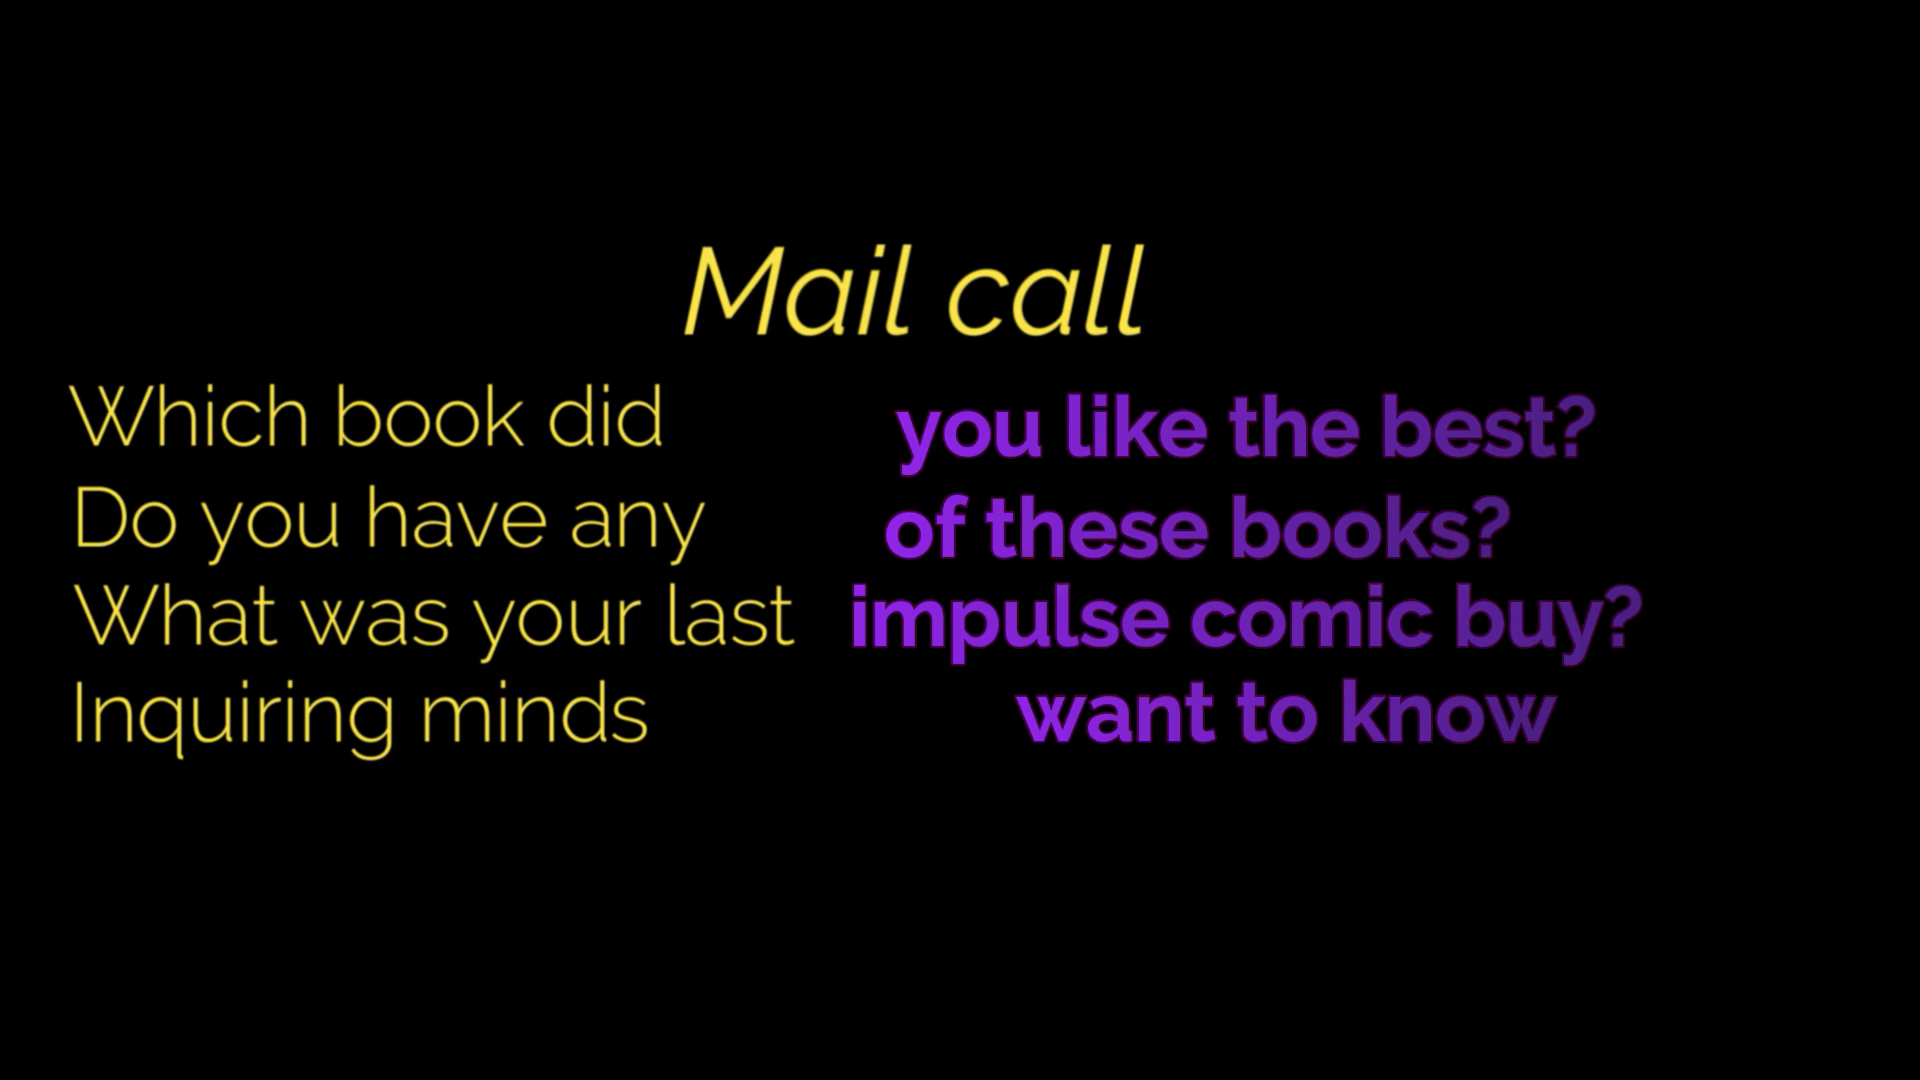 Mail call
Which book did you like the best?
Do you have any of these books?
What was your last impulse comic buy?
Inquiring minds want to know